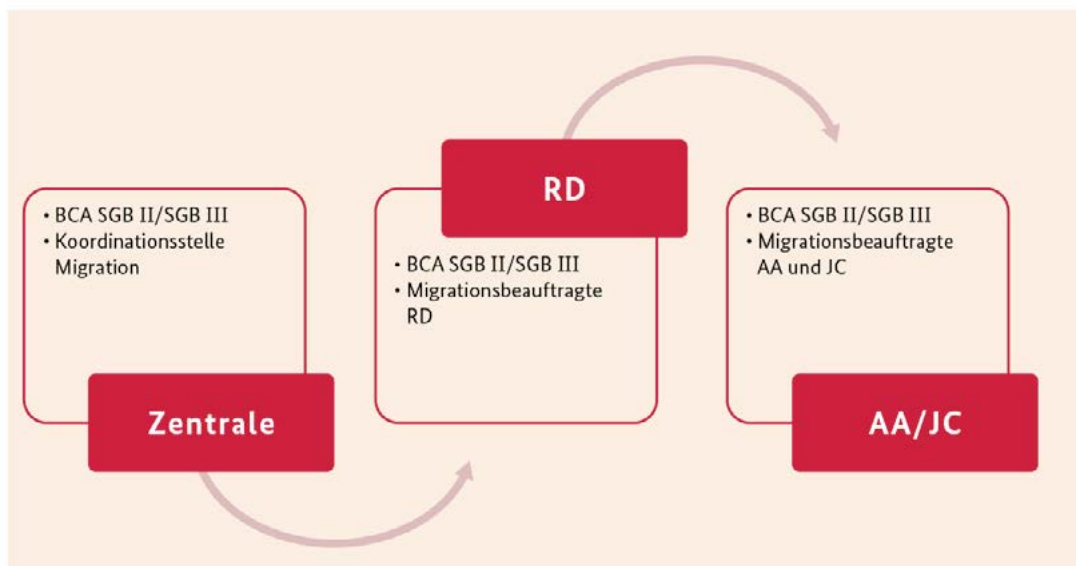 • BCA SGB II/SGB III
• Koordinationsstelle
Migration
Zentrale
RD
• BCA SGB II/SGB III
• Migrationsbeauftragte
RD
• BCA SGB II/SGB III
• Migrationsbeauftragte
AA und JC
AA/JC